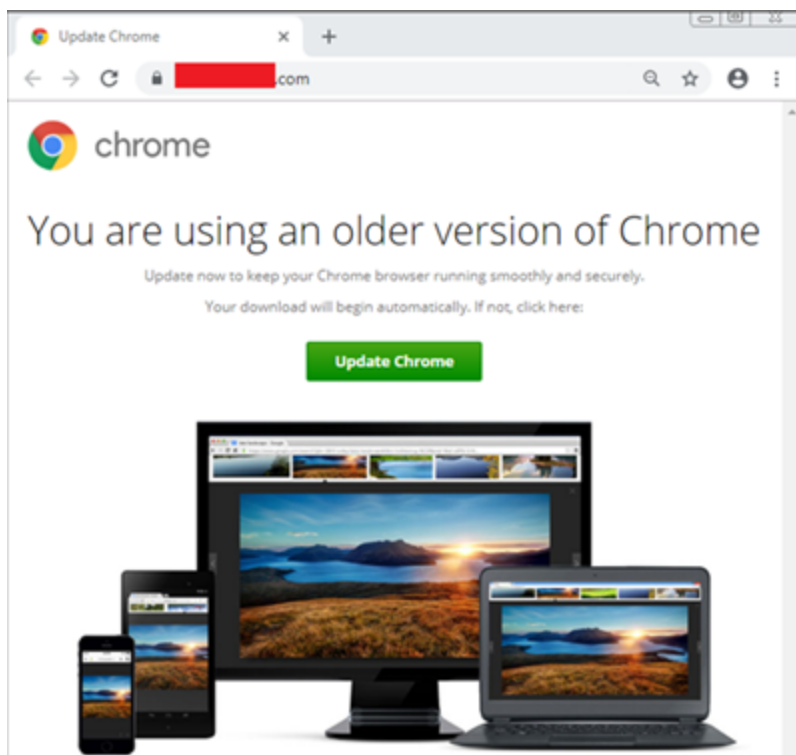 Update Chrome
.com
chrome
You are using an older version of Chrome
Update now to keep your Chrome browser running smoothly and securely.
Your download will begin automatically. If not, click here:
Update Chrome